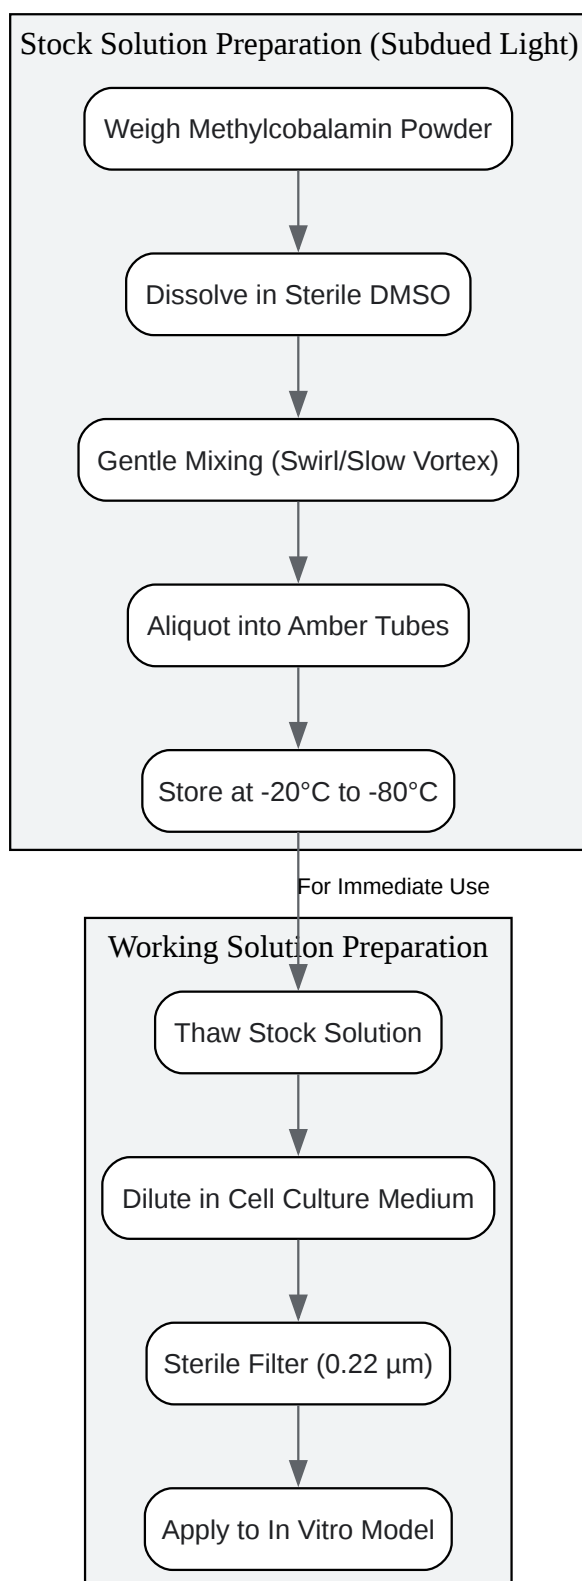 Stock Solution Preparation (Subdued Light)
Weigh Methylcobalamin Powder
Dissolve in Sterile DMSO
Gentle Mixing (Swirl/Slow Vortex)
Aliquot into Amber Tubes
Store at -20°C to -80°C
For Immediate Use
Working Solution Preparation
Thaw Stock Solution
Dilute in Cell Culture Medium
Sterile Filter (0.22 µm)
Apply to In Vitro Model